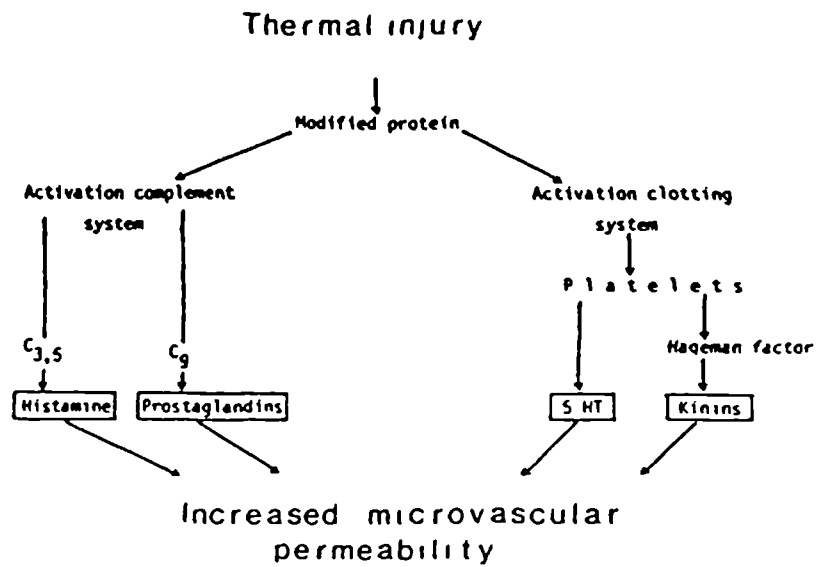 Thermal injury
Modified protein
Activation complement
system
Activation clotting
system
Platelets
C3,5
C9
Hageman factor
Histamine
Prostaglandins
5 HT
Kinins
Increased microvascular
permeability